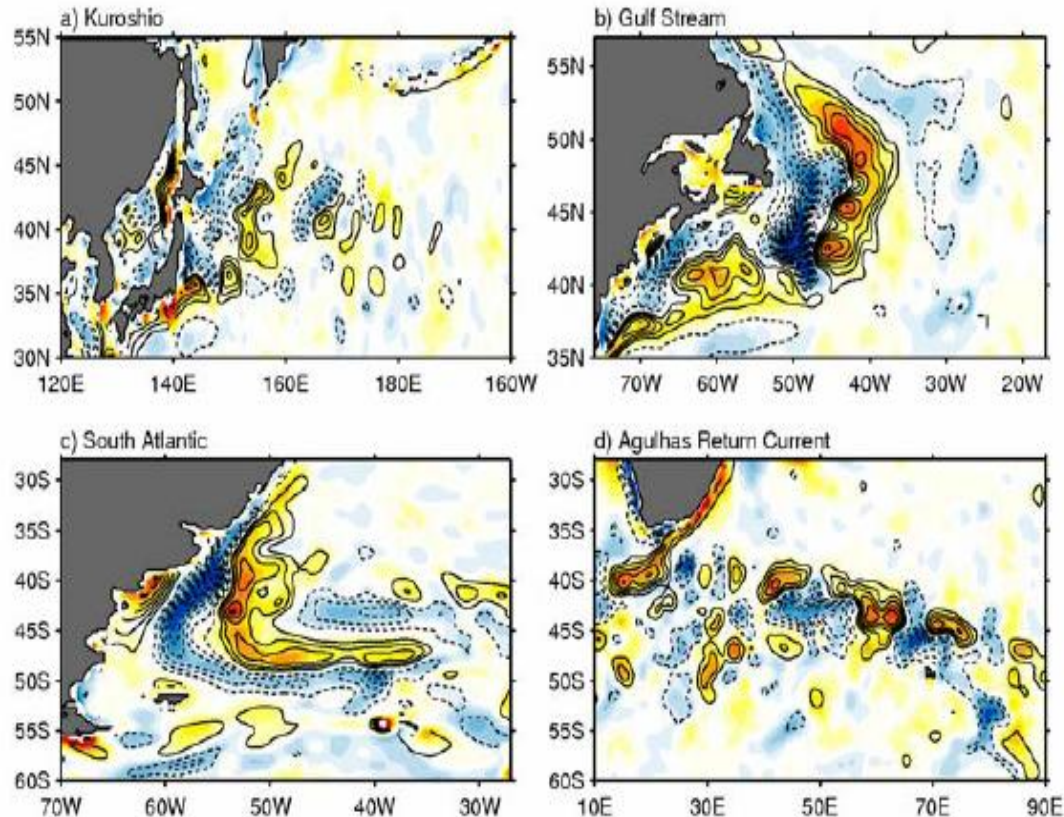 a) Kuroshio
55N
50N
45N
40N
35N
30N
120E 140E 160E 180E 160W
b) Gulf Stream
55N
50N
45N
40N
35N
70W 60W 50W 40W 30W 20W
c) South Atlantic
30S
35S
40S
45S
50S
55S
60S
70W 60W 50W 40W 30W
d) Agulhas Return Current
30S
35S
40S
45S
50S
55S
60S
10E 30E 50E 70E 90E